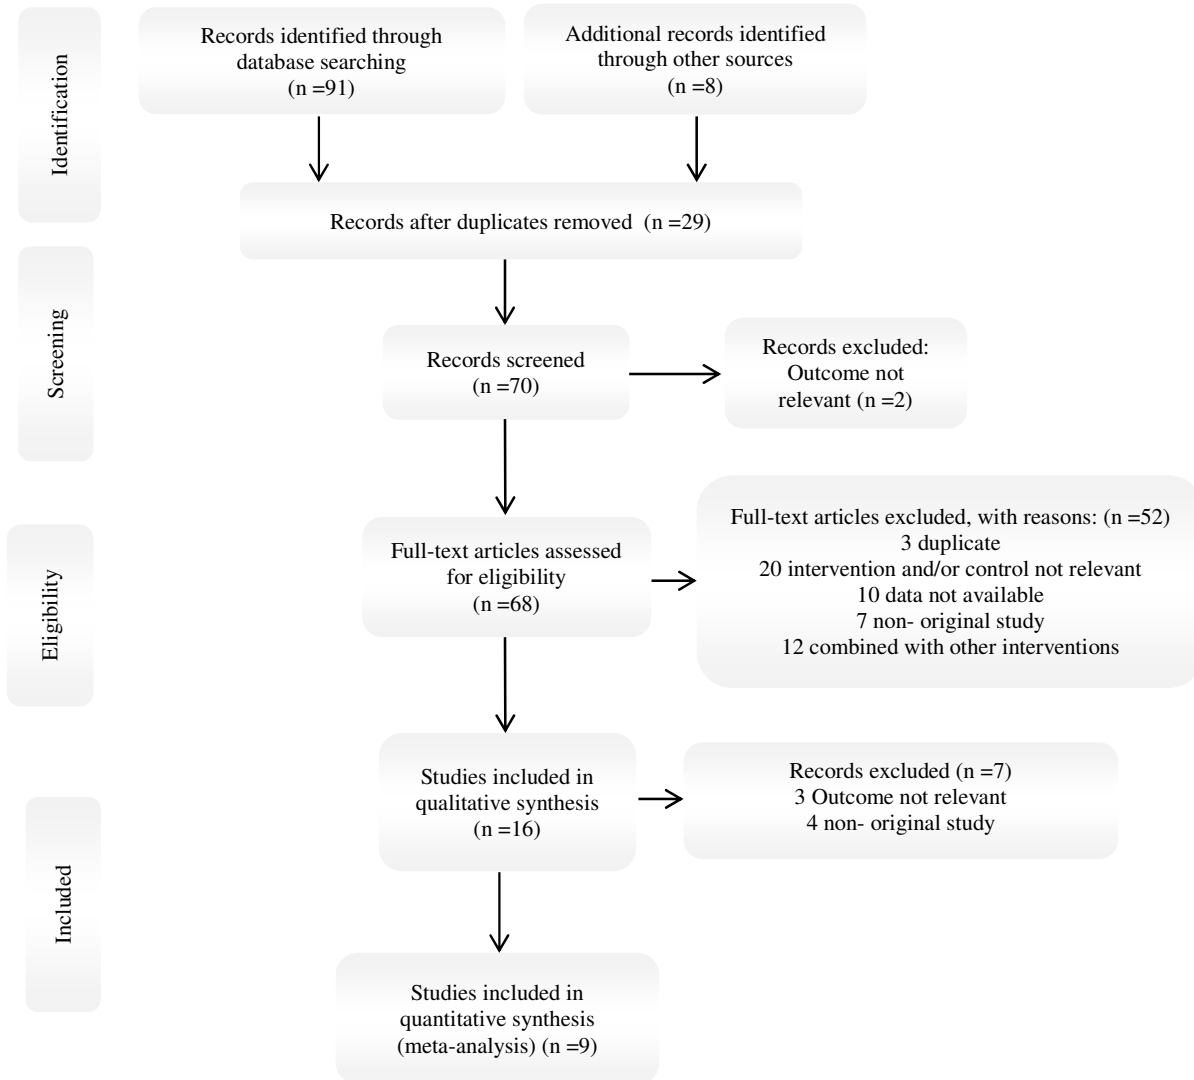 Identification
Records identified through
database searching
(n =91)
Additional records identified
through other sources
(n =8)
Records after duplicates removed  (n =29)
Screening
Records screened
(n =70)
Records excluded:
Outcome not
relevant (n =2)
Eligibility
Full-text articles assessed
for eligibility
(n =68)
Full-text articles excluded, with reasons: (n =52)
3 duplicate
20 intervention and/or control not relevant
10 data not available
7 non- original study
12 combined with other interventions
Included
Studies included in
qualitative synthesis
(n =16)
Records excluded (n =7)
3 Outcome not relevant
4 non- original study
Studies included in
quantitative synthesis
(meta-analysis) (n =9)